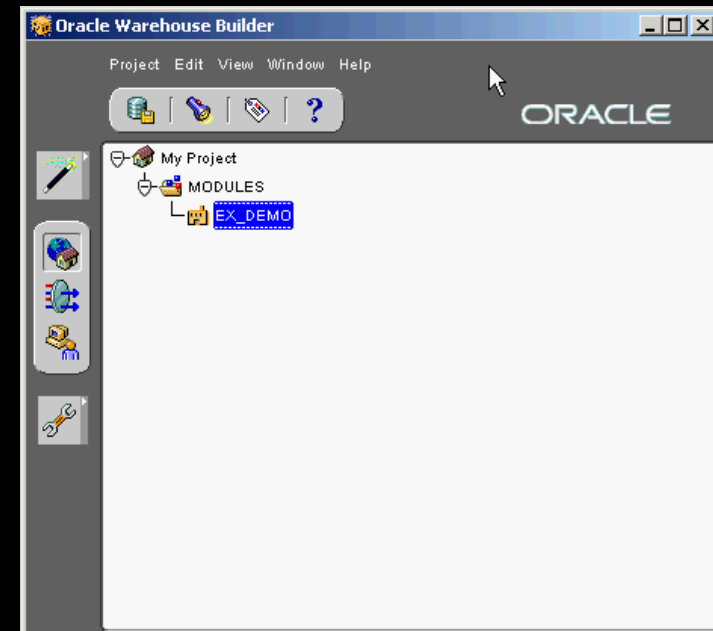 Oracle Warehouse Builder
Project Edit View Window Help
?
ORACLE
My Project
MODULES
EX_DEMO